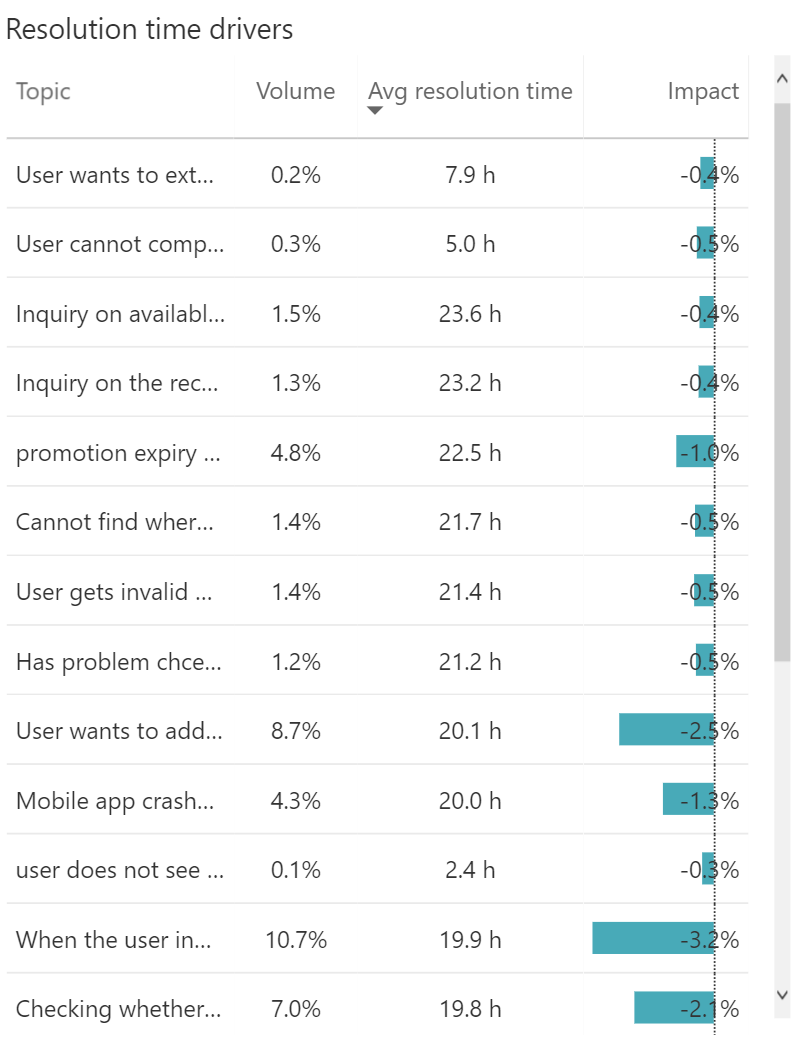 Resolution time drivers
Topic Volume Avg resolution time Impact
User wants to ext... 0.2% 7.9 h -0.4%
User cannot comp... 0.3% 5.0 h -0.5%
Inquiry on availabl... 1.5% 23.6 h -0.4%
Inquiry on the rec... 1.3% 23.2 h -0.4%
promotion expiry ... 4.8% 22.5 h -1.0%
Cannot find wher... 1.4% 21.7 h -0.5%
User gets invalid ... 1.4% 21.4 h -0.5%
Has problem chce... 1.2% 21.2 h -0.5%
User wants to add... 8.7% 20.1 h -2.5%
Mobile app crash... 4.3% 20.0 h -1.3%
user does not see ... 0.1% 2.4 h -0.3%
When the user in... 10.7% 19.9 h -3.2%
Checking whether... 7.0% 19.8 h -2.1%